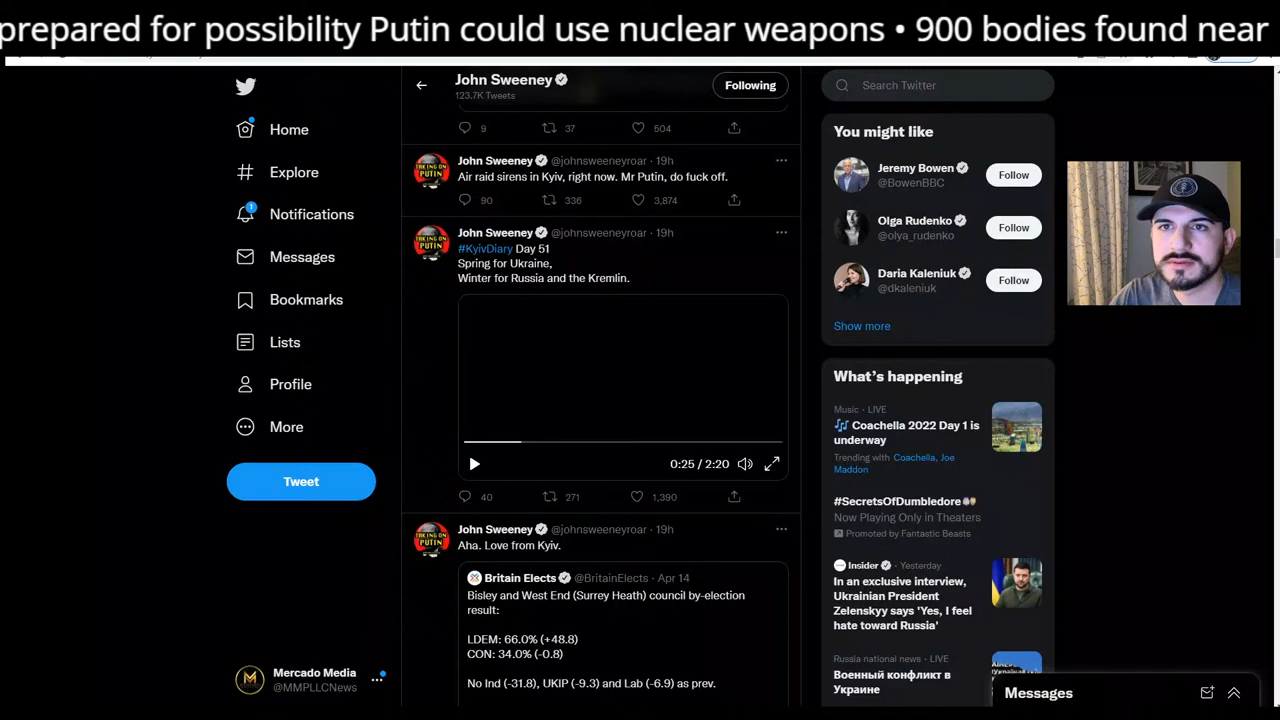 prepared for possibility Putin could use nuclear weapons • 900 bodies found near
Home
Explore
Notifications
1
Messages
Bookmarks
Lists
Profile
More
Tweet
Mercado Media
@MMPLLCNews
John Sweeney
123.7K Tweets
Following
9 37 504
John Sweeney @johnsweeneyroar · 19h
Air raid sirens in Kyiv, right now. Mr Putin, do fuck off.
90 336 3,874
John Sweeney @johnsweeneyroar · 19h
#KyivDiary Day 51
Spring for Ukraine,
Winter for Russia and the Kremlin.
0:25 / 2:20
40 271 1,390
John Sweeney @johnsweeneyroar · 19h
Aha. Love from Kyiv.
Britain Elects @BritainElects · Apr 14
Bisley and West End (Surrey Heath) council by-election
result:
LDEM: 66.0% (+48.8)
CON: 34.0% (-0.8)
No Ind (-31.8), UKIP (-9.3) and Lab (-6.9) as prev.
TAKING ON
PUTIN
Search Twitter
You might like
Jeremy Bowen
@BowenBBC
Follow
Olga Rudenko
@olya_rudenko
Follow
Daria Kaleniuk
@dkaleniuk
Follow
Show more
What's happening
Music · LIVE
🎶 Coachella 2022 Day 1 is
underway
Trending with Coachella, Joe
Maddon
#SecretsOfDumbledore
Now Playing Only in Theaters
Promoted by Fantastic Beasts
Insider · Yesterday
In an exclusive interview,
Ukrainian President
Zelenskyy says 'Yes, I feel
hate toward Russia'
Russia national news · LIVE
Военный конфликт в
Украине
Messages